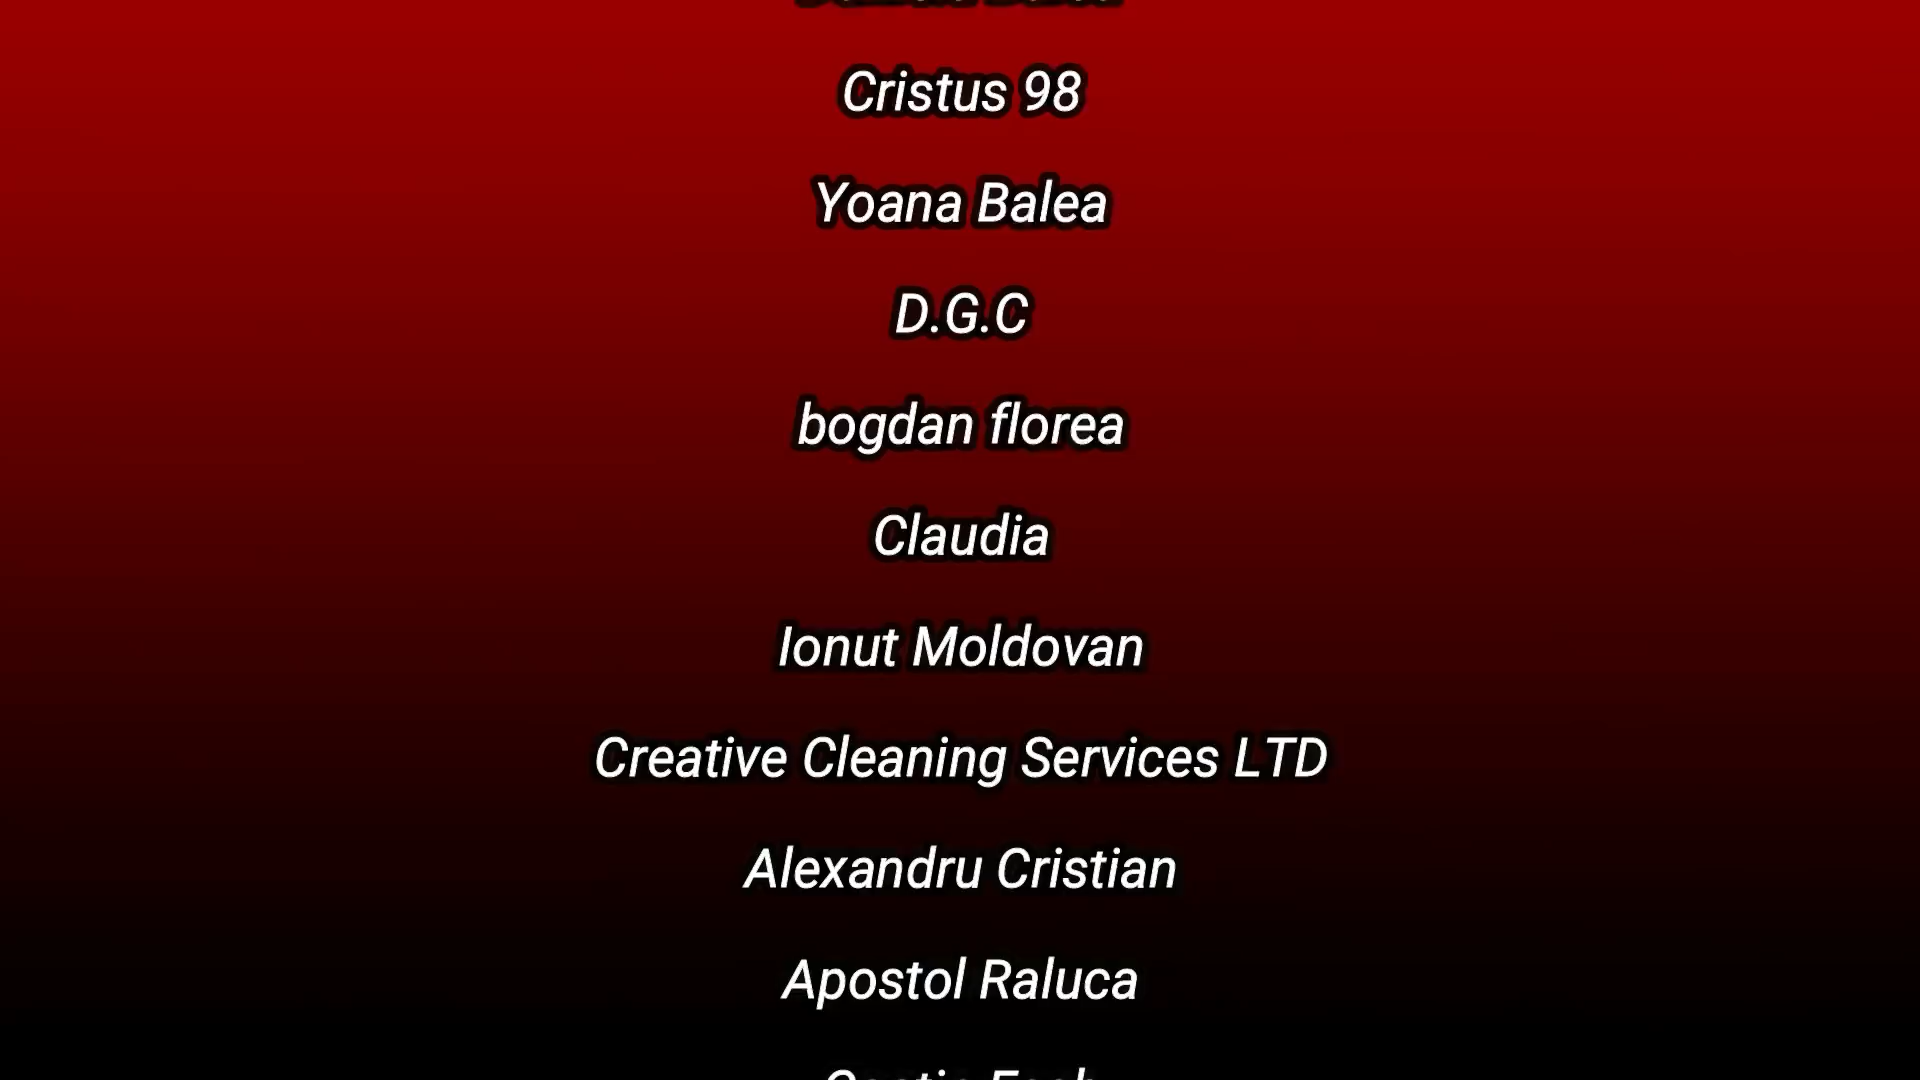 Cristus 98
Yoana Balea
D.G.C
bogdan florea
Claudia
Ionut Moldovan
Creative Cleaning Services LTD
Alexandru Cristian
Apostol Raluca